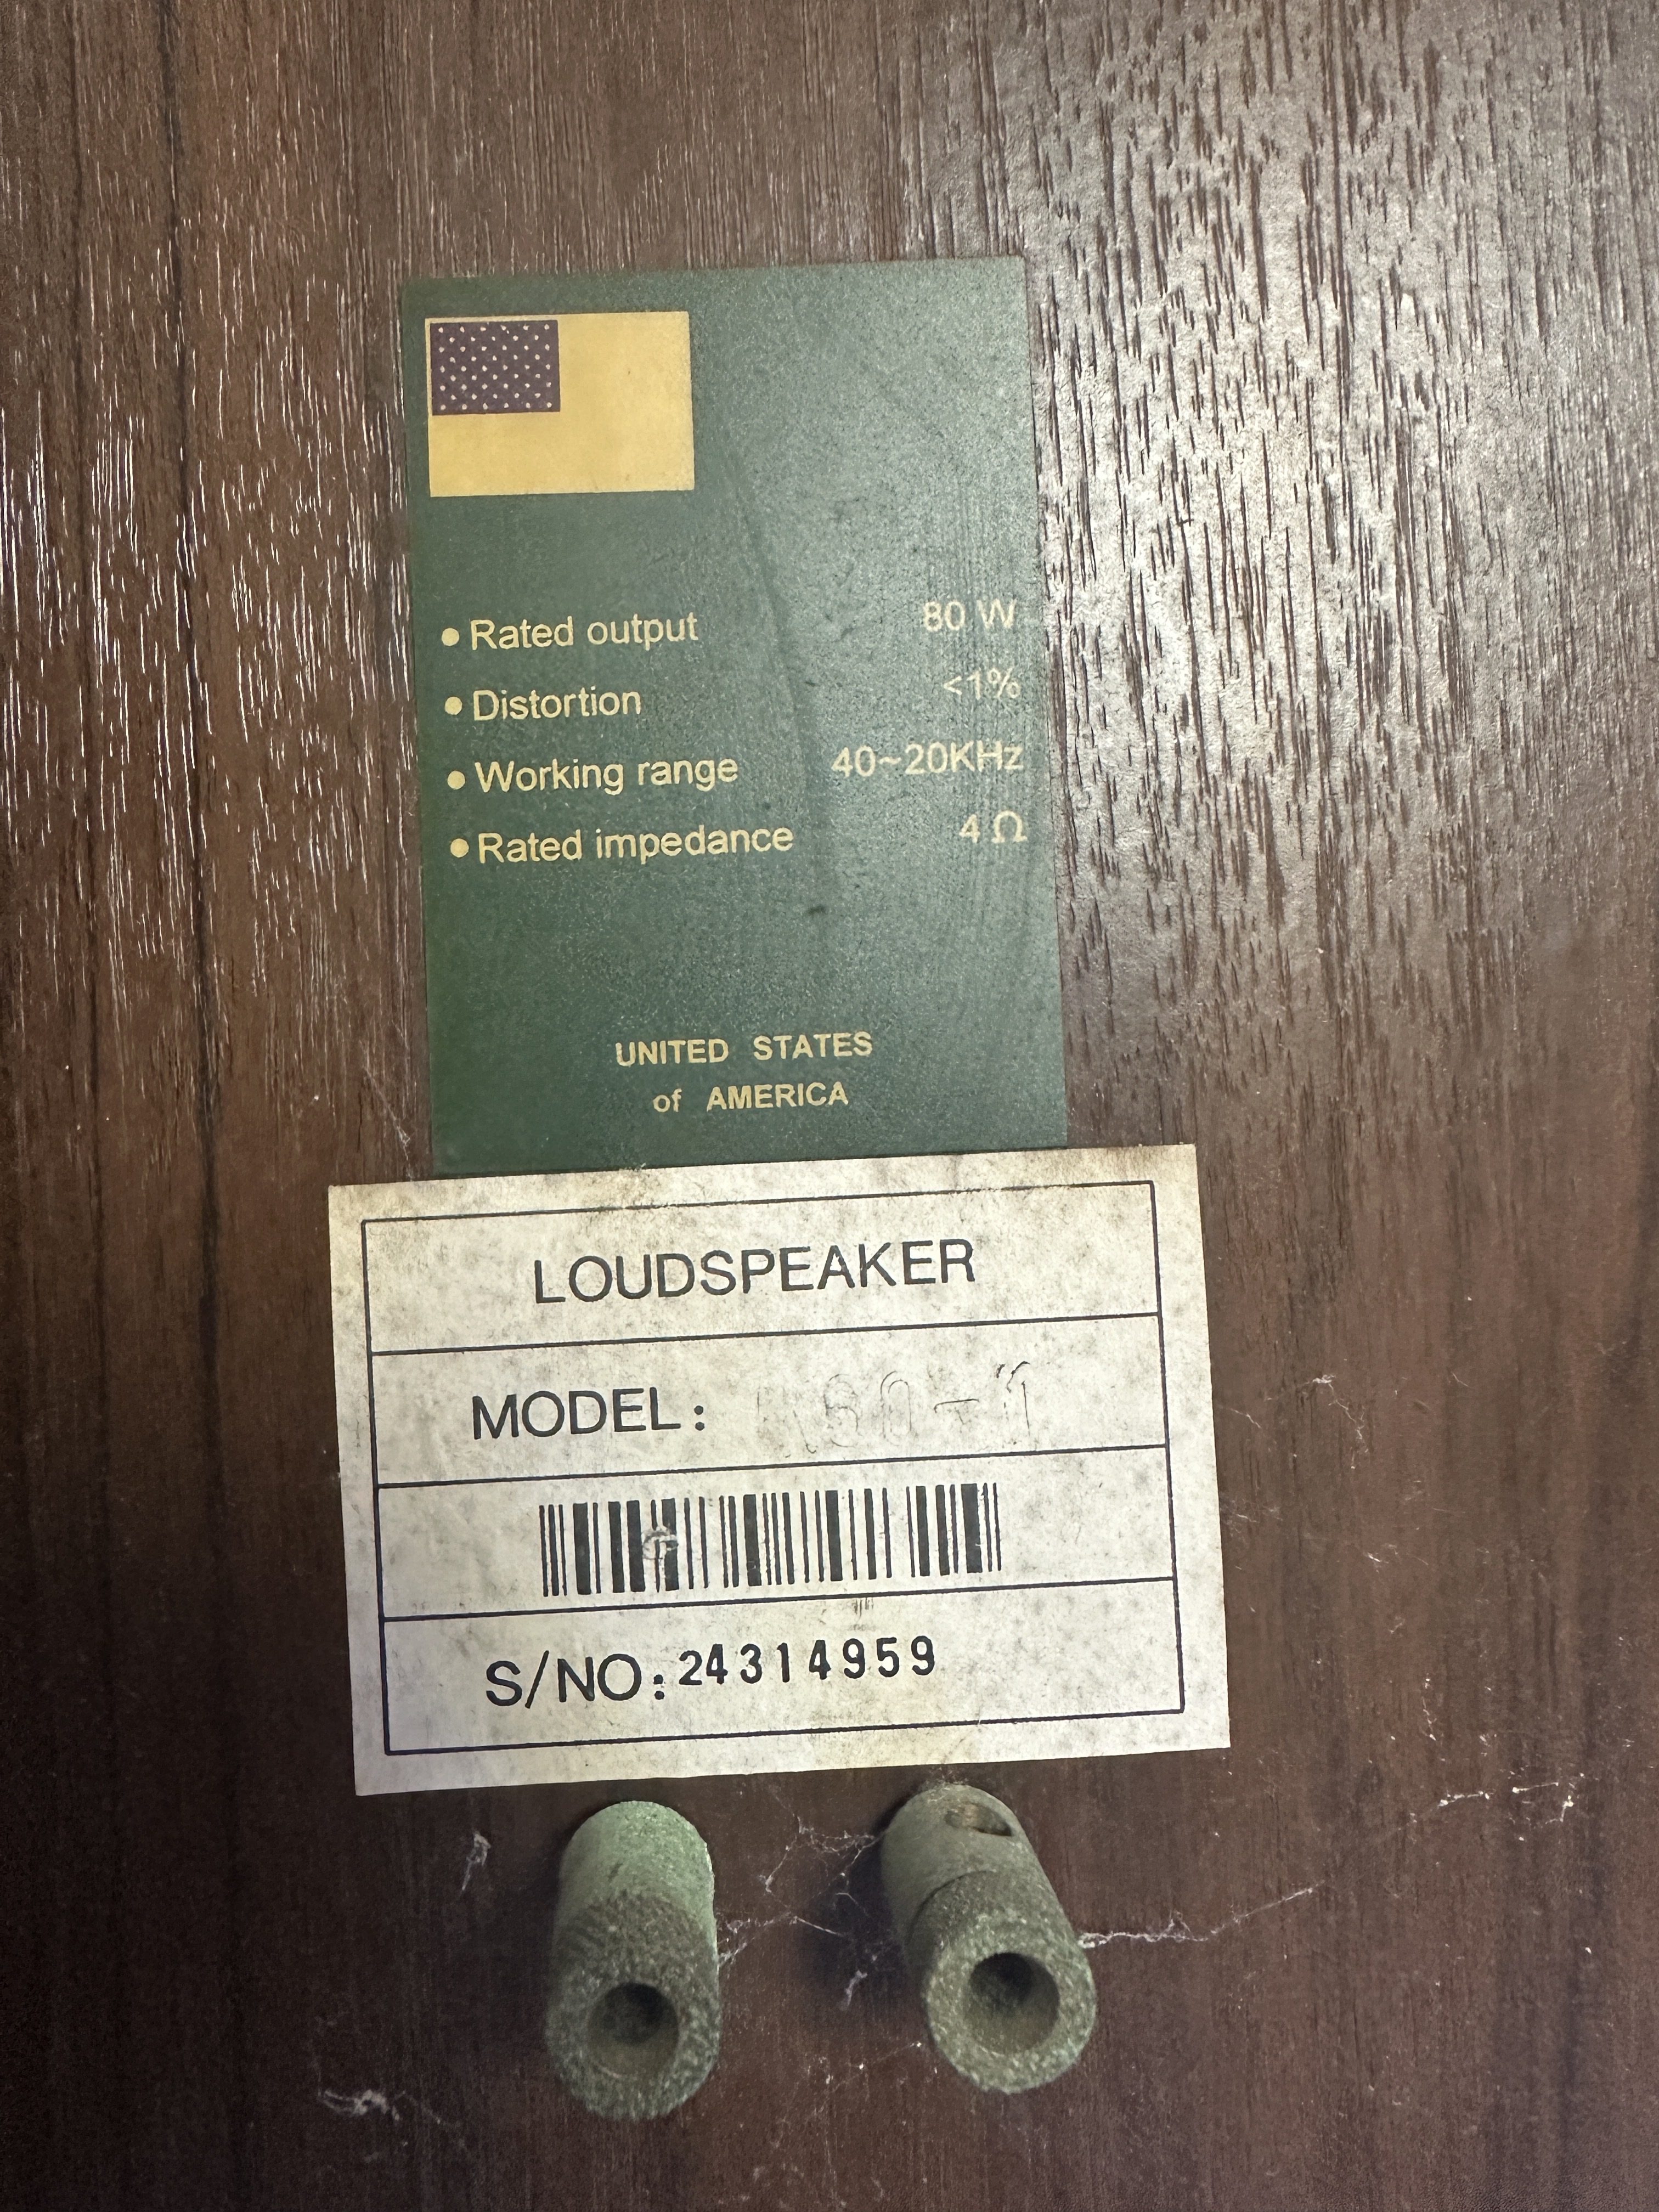 • Rated output 80 W
• Distortion <1%
• Working range 40~20KHz
• Rated impedance 4 Ω
UNITED STATES
of AMERICA
LOUDSPEAKER
MODEL:
S/NO: 24314959